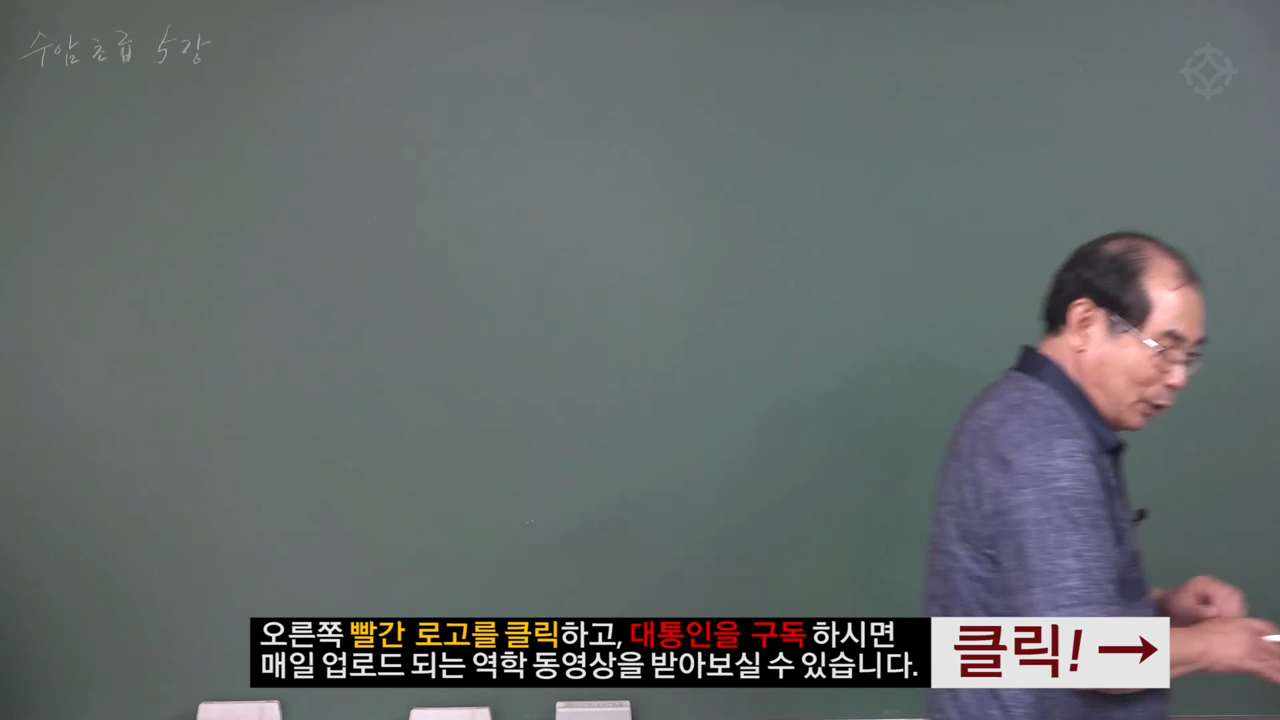 수암 초급 5강
오른쪽 빨간 로고를 클릭하고, 대통인을 구독 하시면
매일 업로드 되는 역학 동영상을 받아보실 수 있습니다.
클릭! →